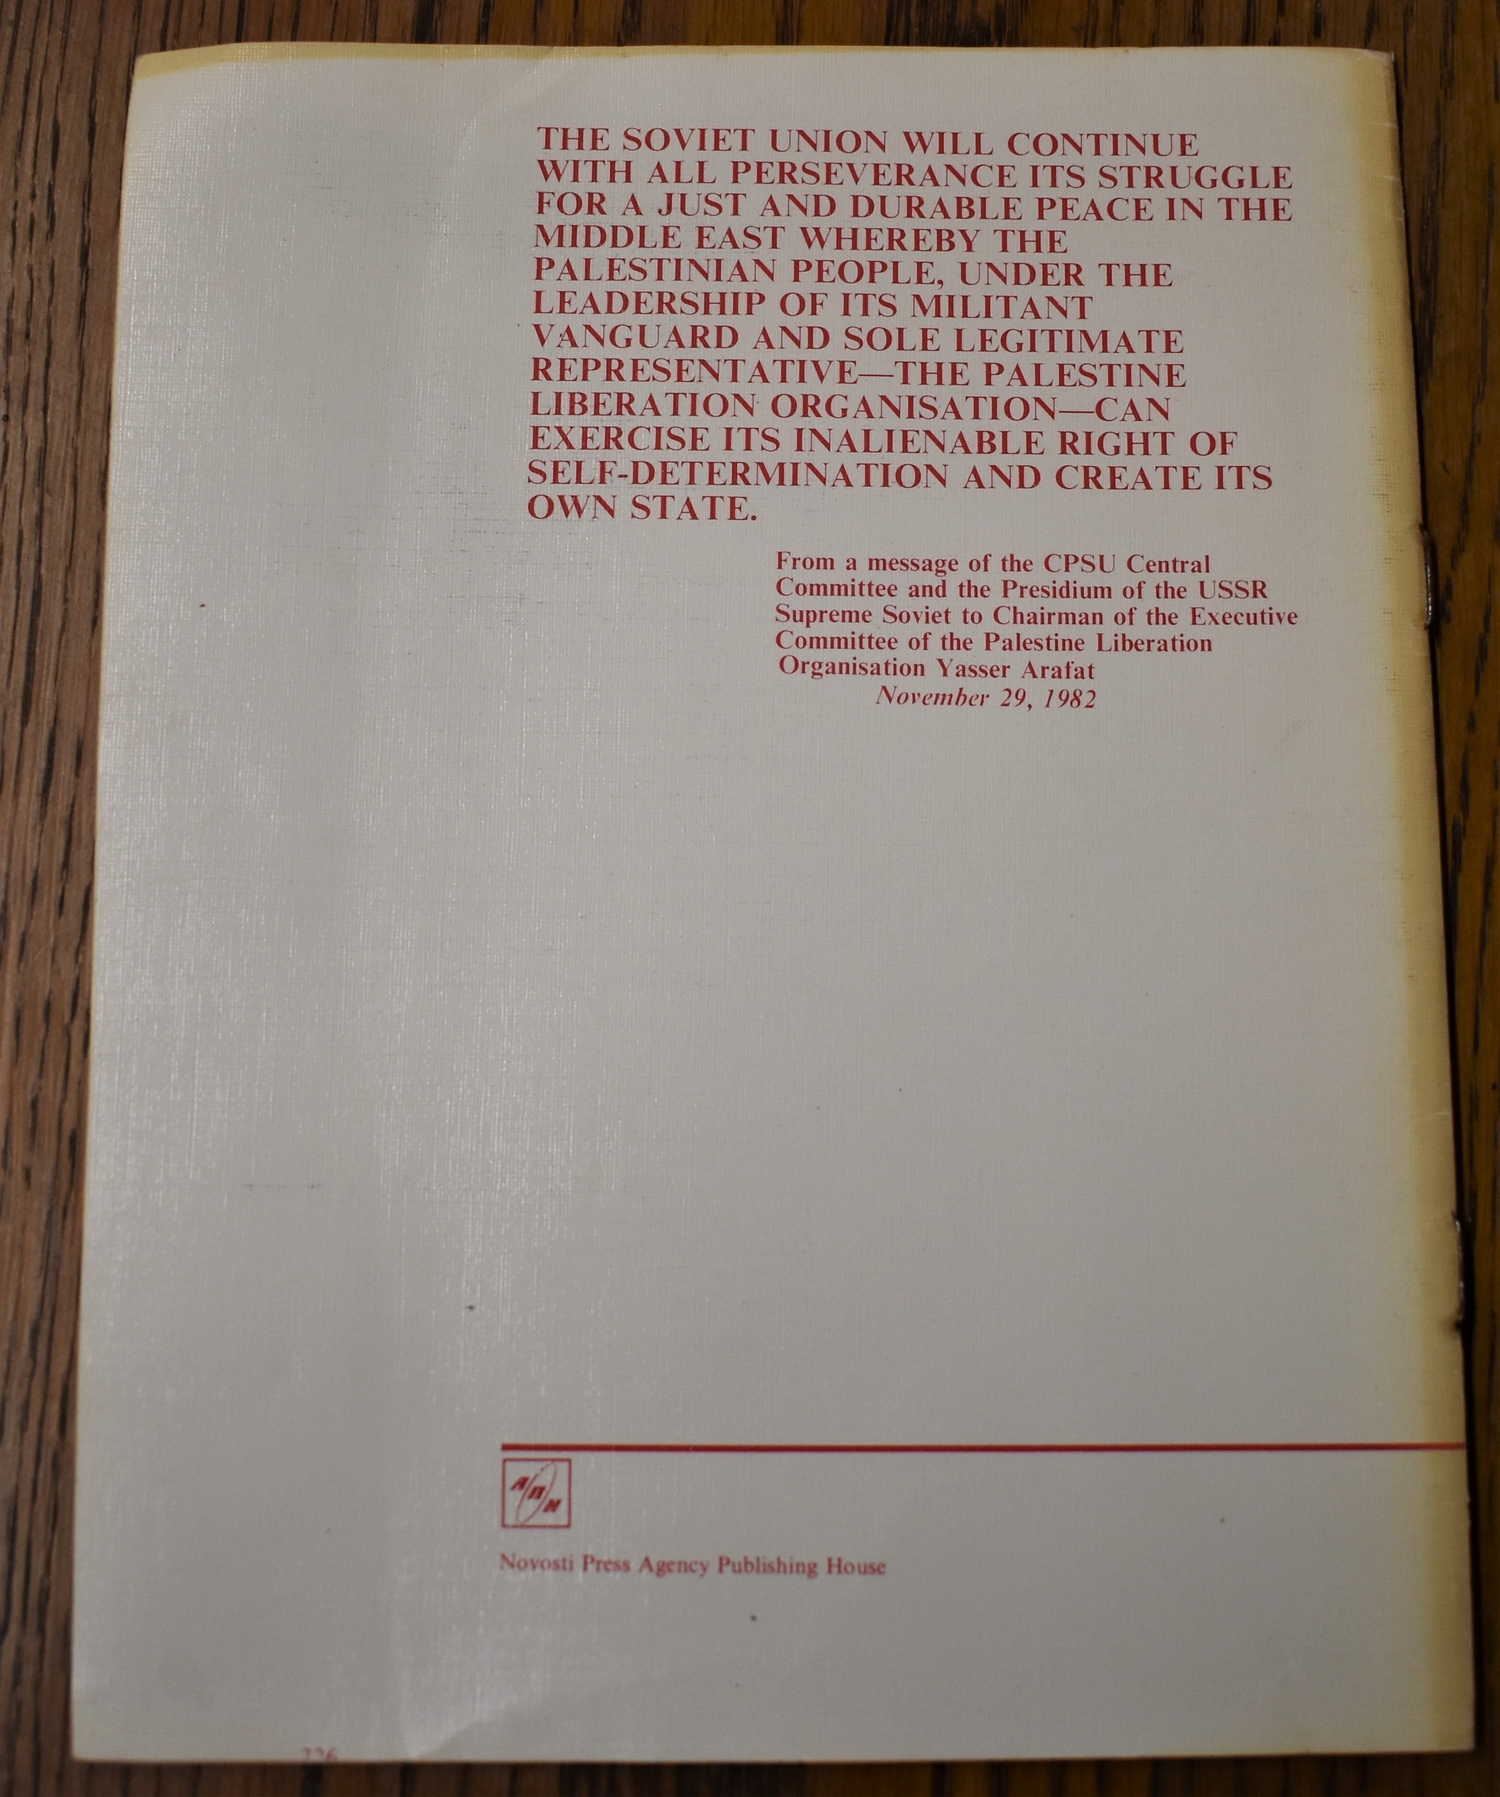 THE SOVIET UNION WILL CONTINUE
WITH ALL PERSEVERANCE ITS STRUGGLE
FOR A JUST AND DURABLE PEACE IN THE
MIDDLE EAST WHEREBY THE
PALESTINIAN PEOPLE, UNDER THE
LEADERSHIP OF ITS MILITANT
VANGUARD AND SOLE LEGITIMATE
REPRESENTATIVE—THE PALESTINE
LIBERATION ORGANISATION—CAN
EXERCISE ITS INALIENABLE RIGHT OF
SELF-DETERMINATION AND CREATE ITS
OWN STATE.
From a message of the CPSU Central
Committee and the Presidium of the USSR
Supreme Soviet to Chairman of the Executive
Committee of the Palestine Liberation
Organisation Yasser Arafat
November 29, 1982
АПН
Novosti Press Agency Publishing House